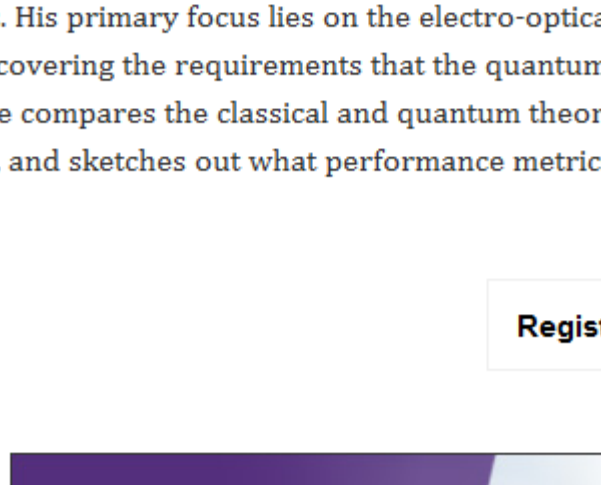 . His primary focus lies on the electro-optica
covering the requirements that the quantum
e compares the classical and quantum theor
. and sketches out what performance metric
Regist